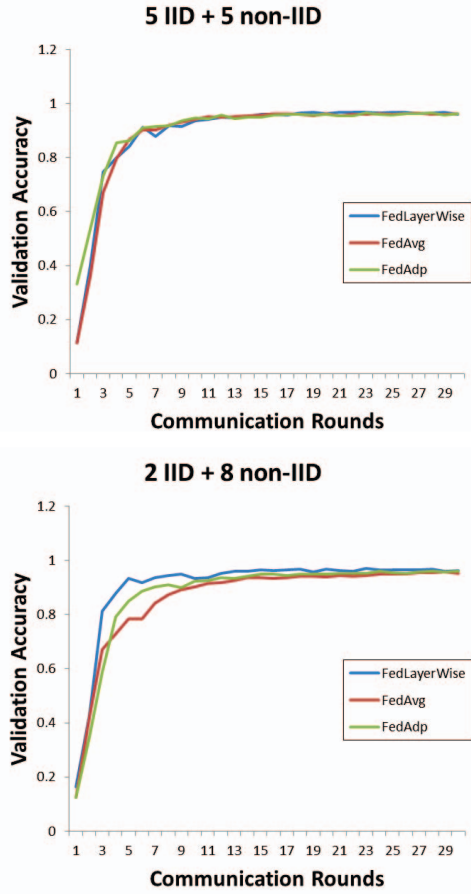 5 IID + 5 non-IID
1.2
1
0.8
0.6
0.4
0.2
0
Validation Accuracy
FedLayerWise
FedAvg
FedAdp
1 3 5 7 9 11 13 15 17 19 21 23 25 27 29
Communication Rounds
2 IID + 8 non-IID
1.2
1
0.8
0.6
0.4
0.2
0
Validation Accuracy
FedLayerWise
FedAvg
FedAdp
1 3 5 7 9 11 13 15 17 19 21 23 25 27 29
Communication Rounds